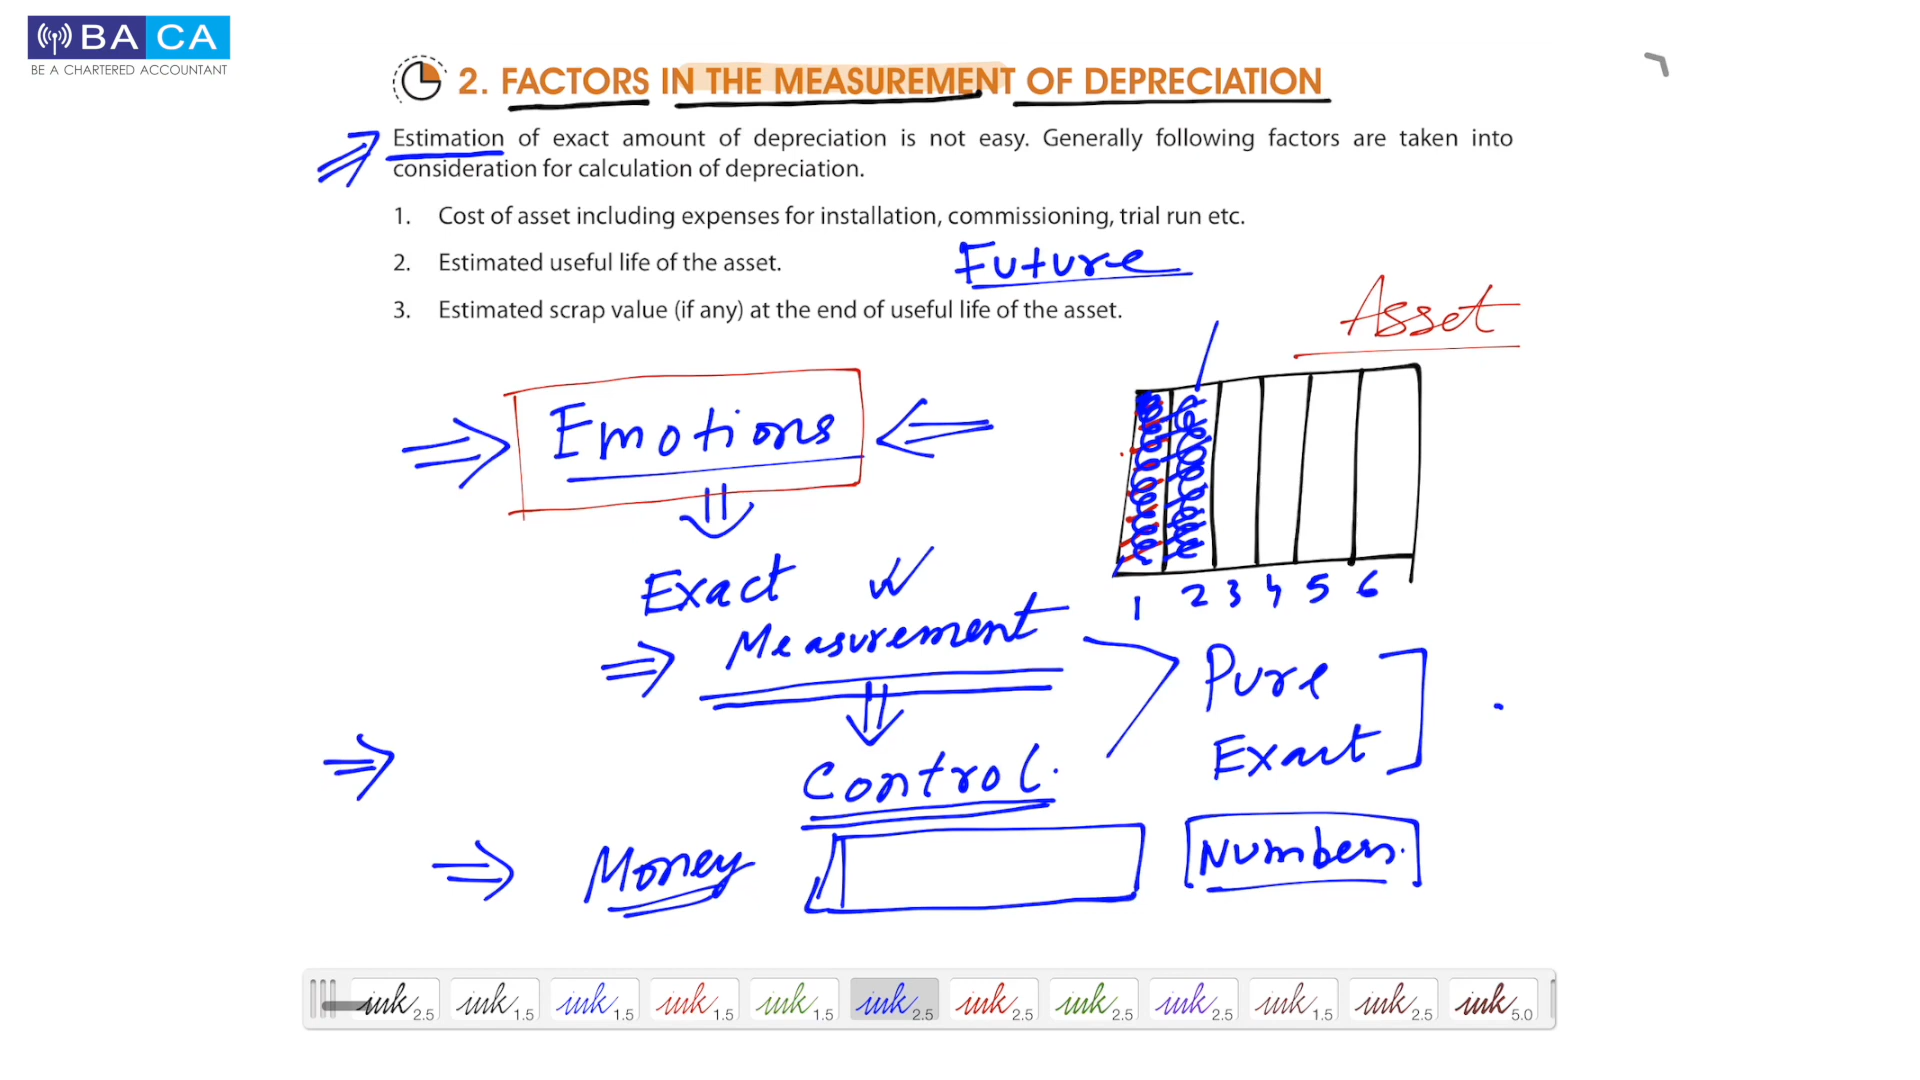 BA CA
BE A CHARTERED ACCOUNTANT
2. FACTORS IN THE MEASUREMENT OF DEPRECIATION
Estimation of exact amount of depreciation is not easy. Generally following factors are taken into
consideration for calculation of depreciation.
1. Cost of asset including expenses for installation, commissioning, trial run etc.
2. Estimated useful life of the asset.
Future
3. Estimated scrap value (if any) at the end of useful life of the asset.
Asset
Emotions
Exact
1 2 3 4 5 6
Measurement
Pure
Exact
Control.
Money
Numbers.
ink 2.5 ink 1.5 ink 1.5 ink 1.5 ink 1.5 ink 2.5 ink 2.5 ink 2.5 ink 2.5 ink 1.5 ink 2.5 ink 5.0